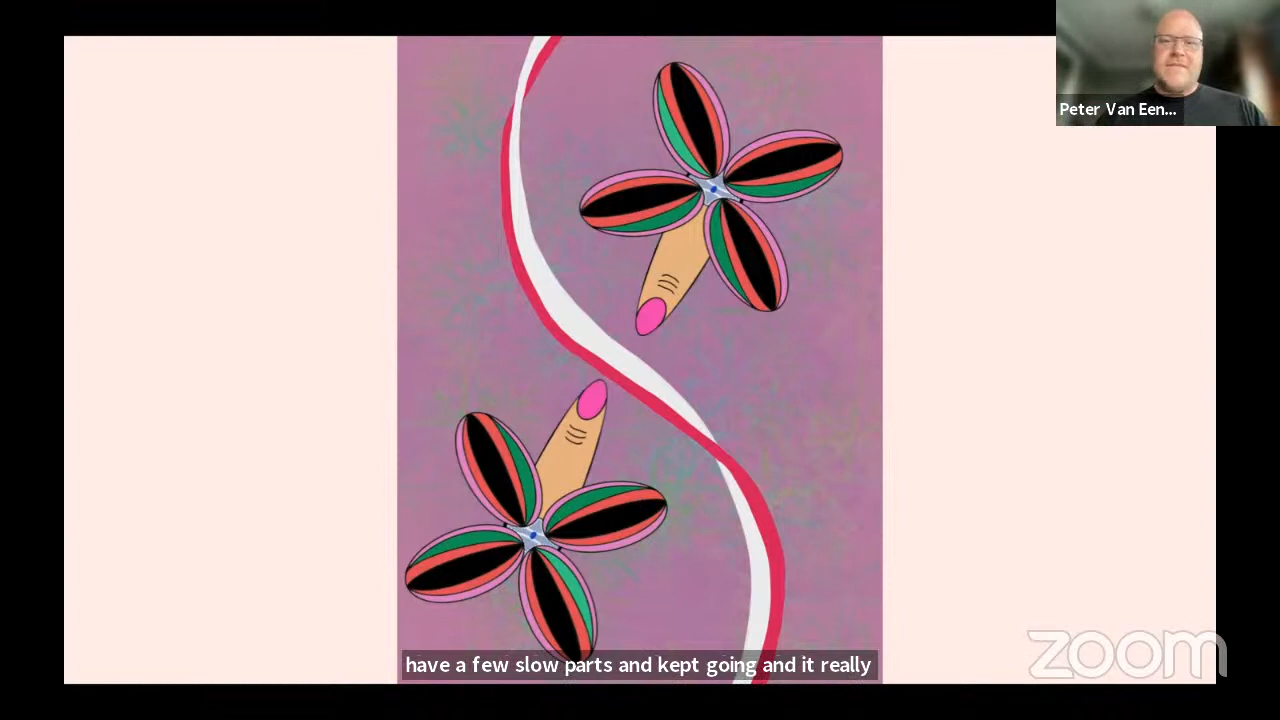 Peter Van Een...
have a few slow parts and kept going and it really
zoom